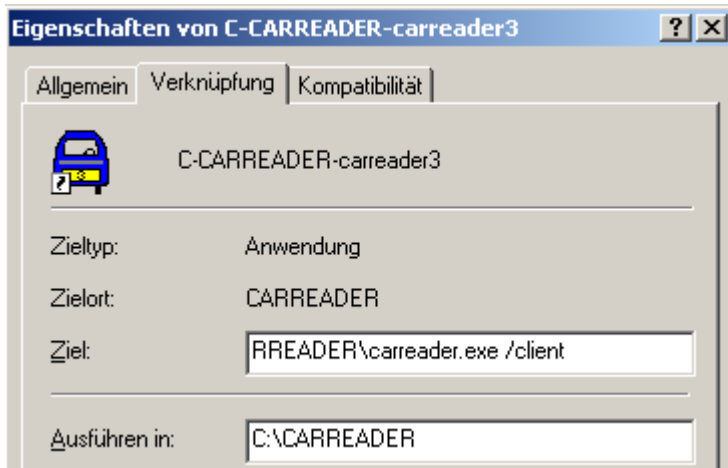 Eigenschaften von C-CARREADER-carreader3
Allgemein Verknüpfung Kompatibilität
C-CARREADER-carreader3
Zieltyp: Anwendung
Zielort: CARREADER
Ziel: RREADER\carreader.exe /client
Ausführen in: C:\CARREADER